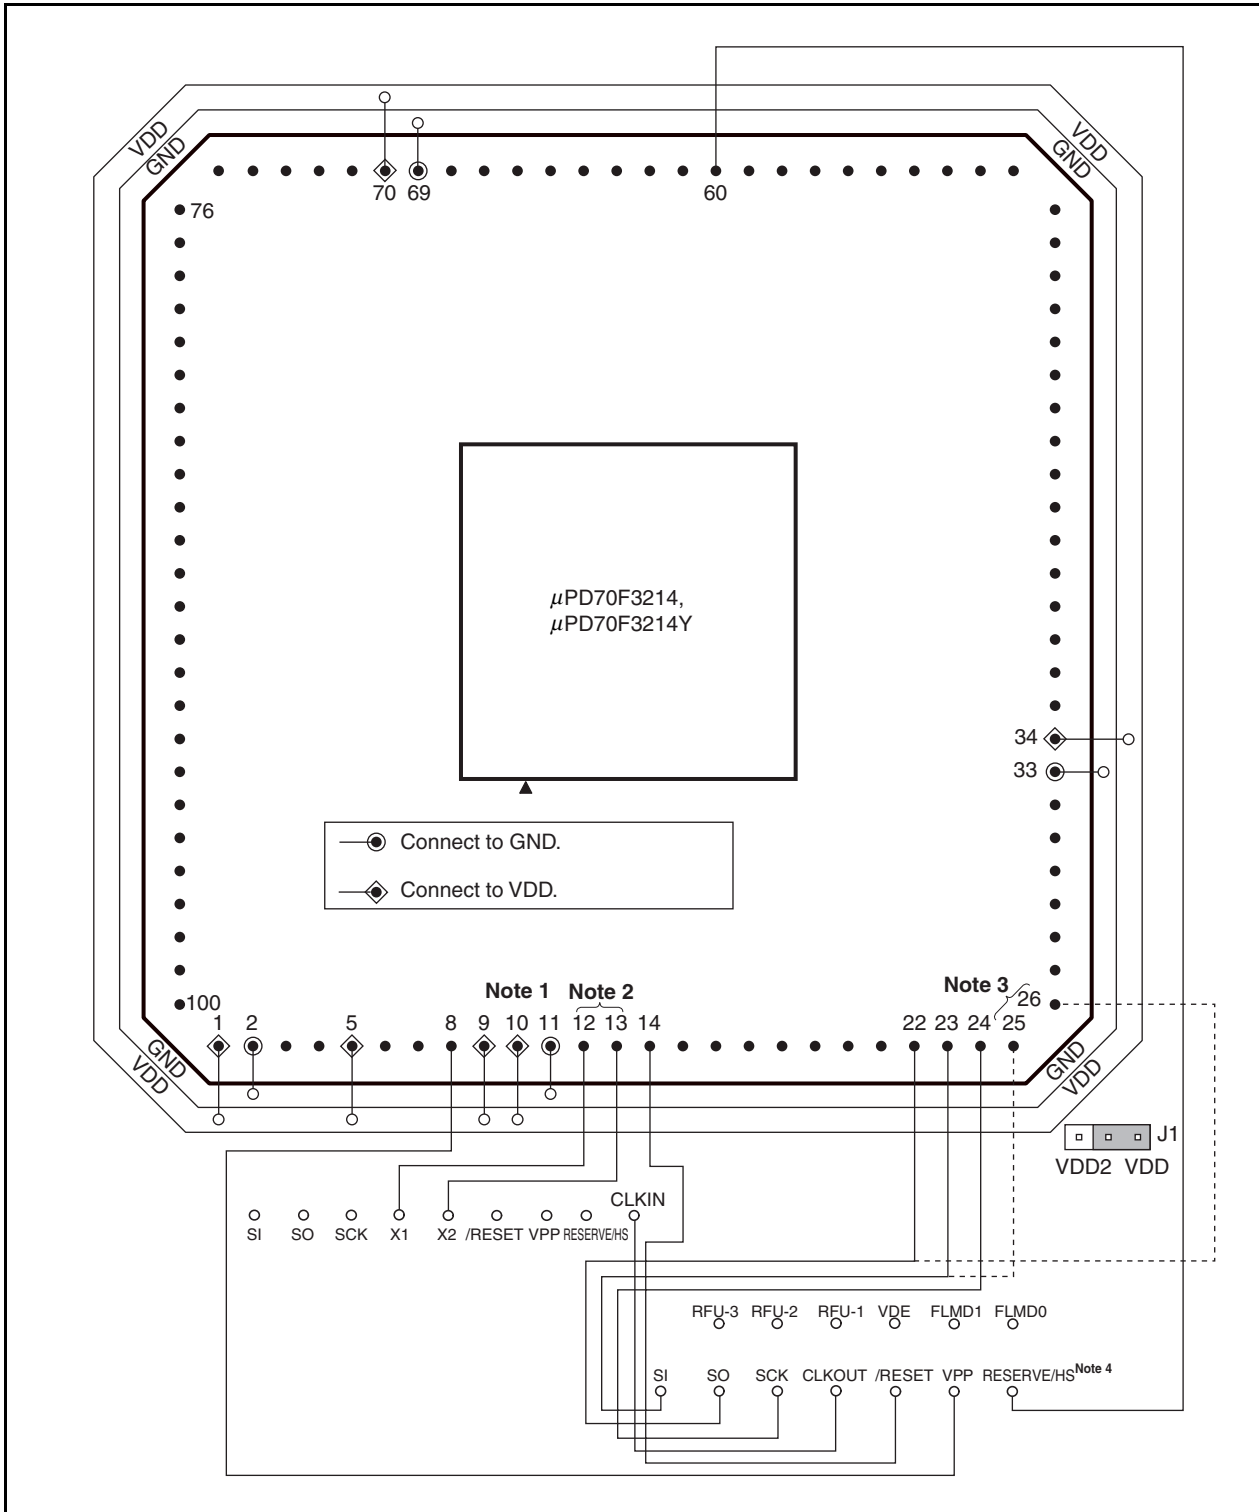 VDD
GND
VDD
GND
70 69
60
76
μPD70F3214,
μPD70F3214Y
34
33
Connect to GND.
Connect to VDD.
Note 1 Note 2
Note 3
100
26
1 2 5 8 9 10 11 12 13 14 22 23 24 25
GND
VDD
GND
VDD
J1
VDD2 VDD
CLKIN
SI SO SCK X1 X2 /RESET VPP RESERVE/HS
RFU-3 RFU-2 RFU-1 VDE FLMD1 FLMD0
SI SO SCK CLKOUT /RESET VPP RESERVE/HS Note 4